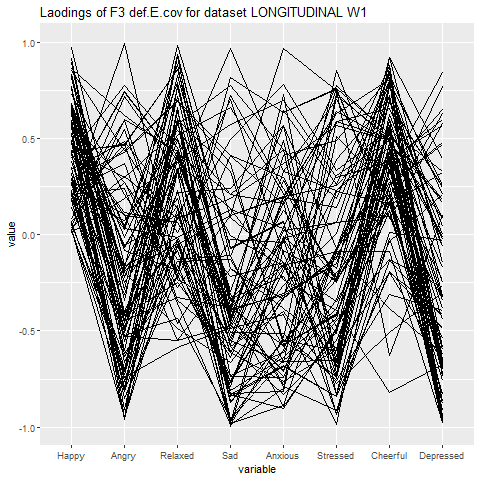 Laodings of F3 def.E.cov for dataset LONGITUDINAL W1
1.0
0.5
0.0
-0.5
-1.0
value
Happy Angry Relaxed Sad Anxious Stressed Cheerful Depressed
variable